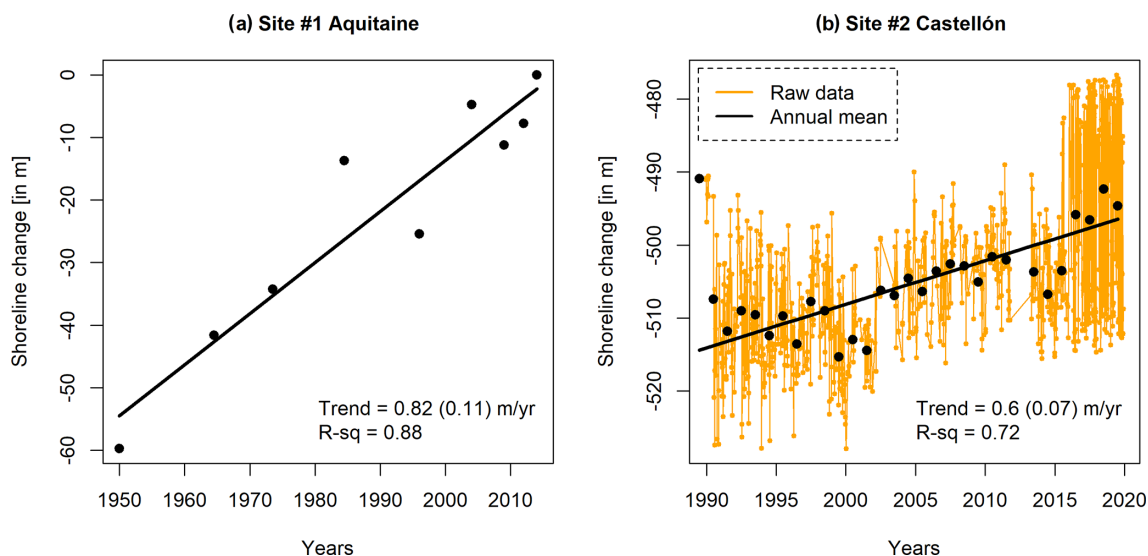 (a) Site #1 Aquitaine
Shoreline change [in m]
0
-10
-20
-30
-40
-50
-60
Trend = 0.82 (0.11) m/yr
R-sq = 0.88
1950 1960 1970 1980 1990 2000 2010
Years
(b) Site #2 Castellón
Shoreline change [in m]
-480
-490
-500
-510
-520
Raw data
Annual mean
Trend = 0.6 (0.07) m/yr
R-sq = 0.72
1990 1995 2000 2005 2010 2015 2020
Years